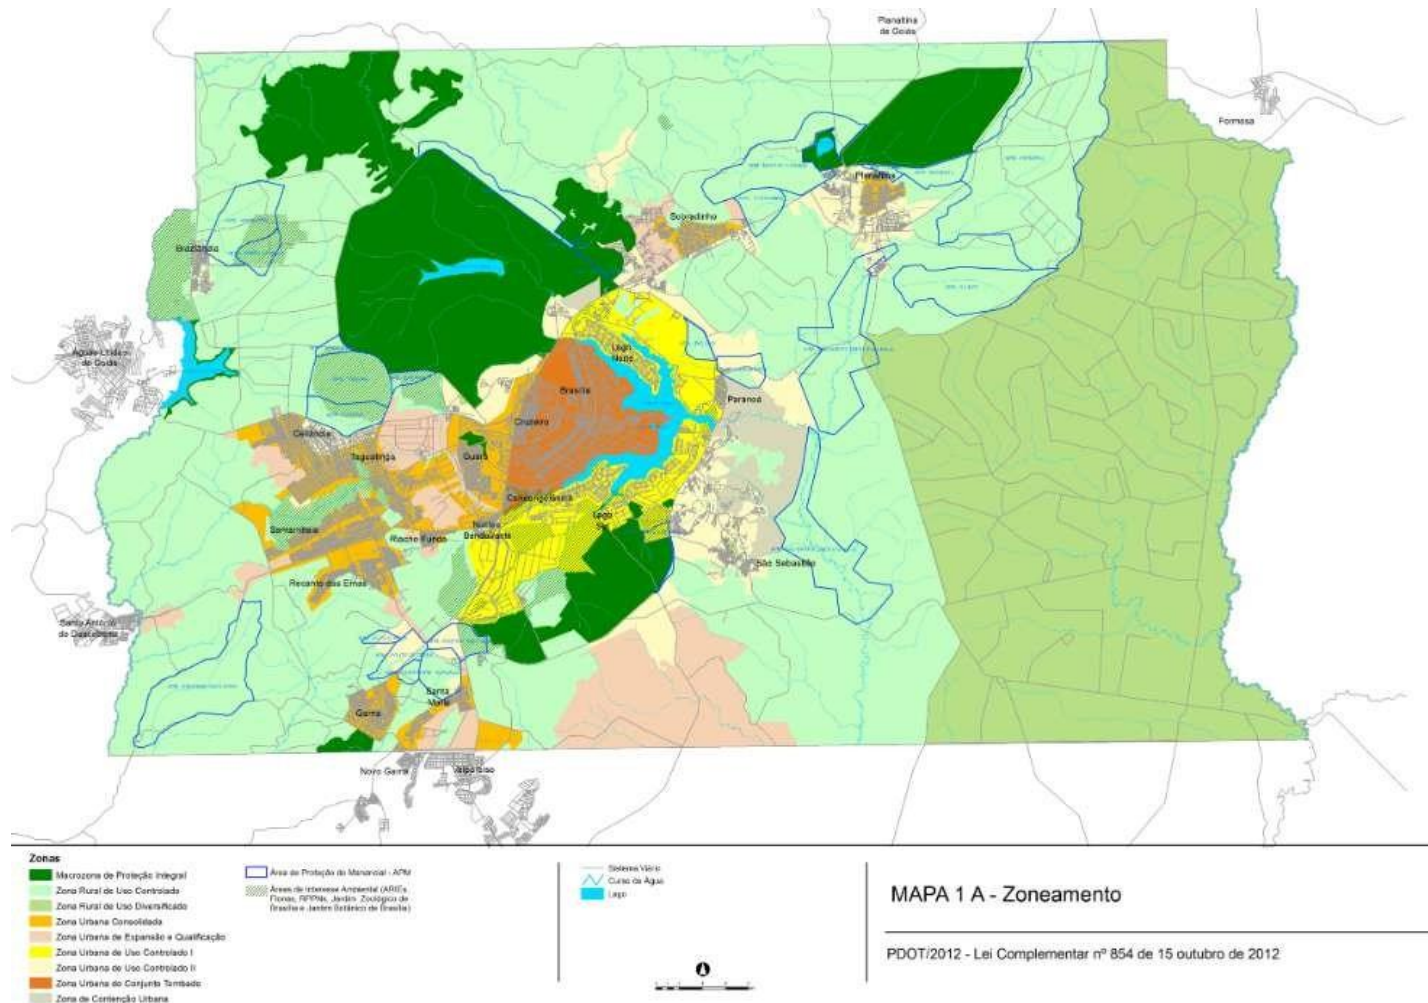 Planaltina
de Goiás
Formosa
Planaltina
Sobradinho
Brazlândia
Águas Lindas
de Goiás
Lago
Norte
Brasília
Paranoá
Cruzeiro
Ceilândia
Taguatinga
Guará
Candangolândia
Lago
Sul
Núcleo
Bandeirante
Samambaia
Riacho Fundo
São Sebastião
Recanto das Emas
Santo Antônio
do Descoberto
Santa
Maria
Gama
Novo Gama
Valparaíso
Zonas
Macrozona de Proteção Integral
Zona Rural de Uso Controlado
Zona Rural de Uso Diversificado
Zona Urbana Consolidada
Zona Urbana de Expansão e Qualificação
Zona Urbana de Uso Controlado I
Zona Urbana de Uso Controlado II
Zona Urbana do Conjunto Tombado
Zona de Contenção Urbana
Área de Proteção de Manancial - APM
Áreas de Interesse Ambiental (ARIEs,
Flonas, RPPNs, Jardim Zoológico de
Brasília e Jardim Botânico de Brasília)
Sistema Viário
Curso de Água
Lago
MAPA 1 A - Zoneamento
PDOT/2012 - Lei Complementar nº 854 de 15 outubro de 2012